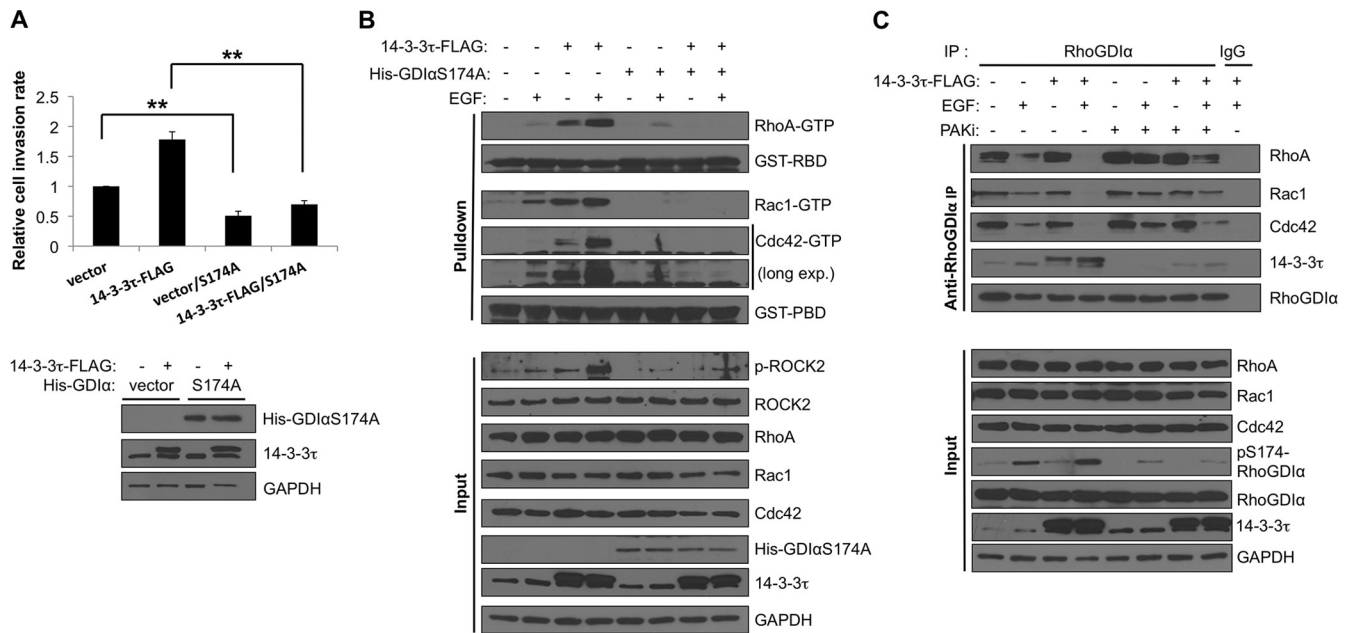 A
Relative cell invasion rate
2.5
2
1.5
1
0.5
0
**
**
vector
14-3-3τ-FLAG
vector/S174A
14-3-3τ-FLAG/S174A
14-3-3τ-FLAG: - + - +
His-GDIα: vector S174A
His-GDIαS174A
14-3-3τ
GAPDH
B
14-3-3τ-FLAG: - - + + - - + +
His-GDIαS174A: - - - - + + + +
EGF: - + - + - + - +
Pulldown
RhoA-GTP
GST-RBD
Rac1-GTP
Cdc42-GTP
(long exp.)
GST-PBD
Input
p-ROCK2
ROCK2
RhoA
Rac1
Cdc42
His-GDIαS174A
14-3-3τ
GAPDH
C
IP : RhoGDIα IgG
14-3-3τ-FLAG: - - + + - - + + +
EGF: - + - + - + - + +
PAKi: - - - - + + + + -
Anti-RhoGDIα IP
RhoA
Rac1
Cdc42
14-3-3τ
RhoGDIα
Input
RhoA
Rac1
Cdc42
pS174-
RhoGDIα
RhoGDIα
14-3-3τ
GAPDH